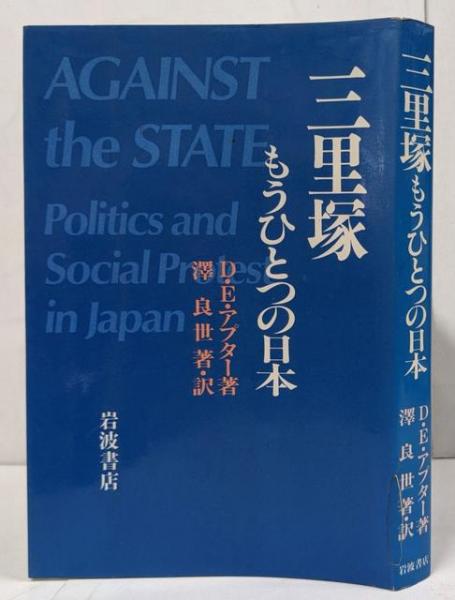 AGAINST
the STATE
Politics and
Social Protest
in Japan
三里塚
もうひとつの日本
D・E・アプター著
澤良世著・訳
岩波書店
三里塚もうひとつの日本
D・E・アプター著
澤良世著・訳
岩波書店